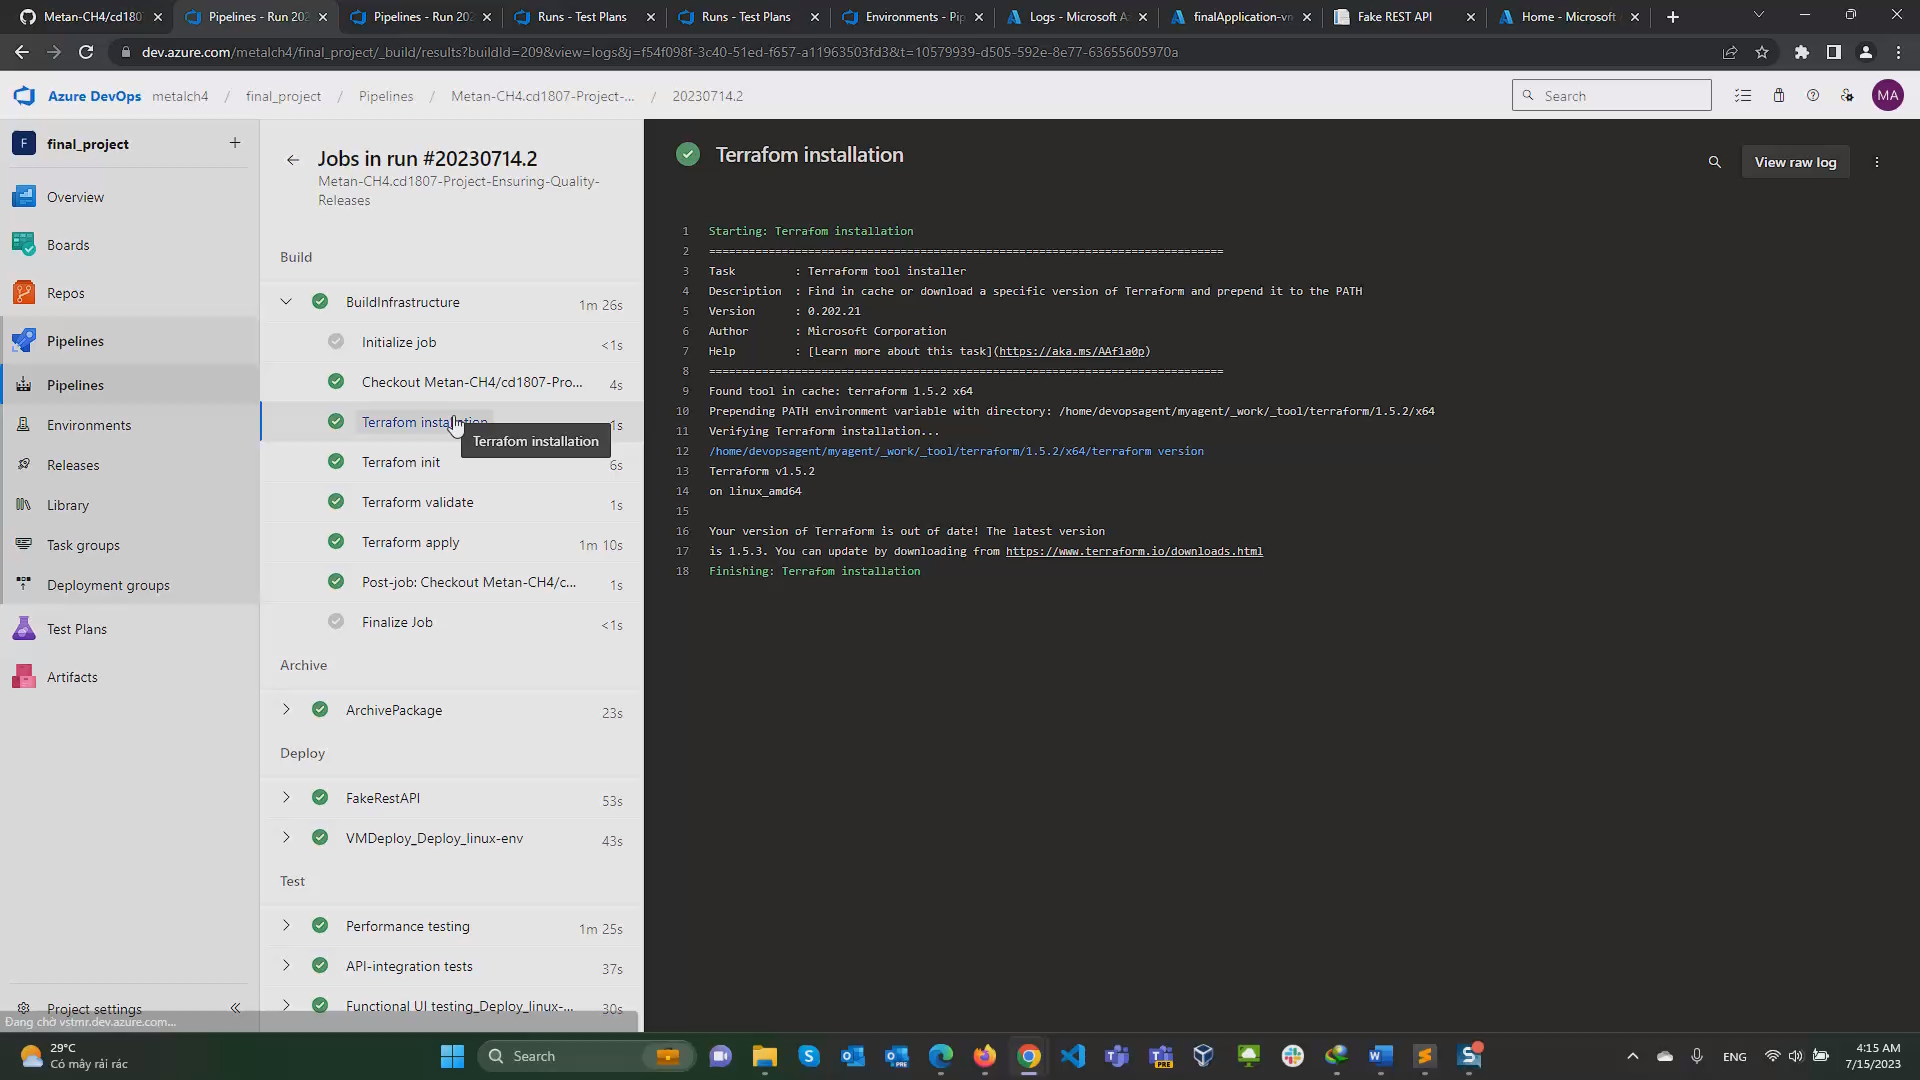 Metan-CH4/cd180
Pipelines - Run 202
Pipelines - Run 202
Runs - Test Plans
Runs - Test Plans
Environments - Pip
Logs - Microsoft A
finalApplication-vn
Fake REST API
Home - Microsoft
dev.azure.com/metalch4/final_project/_build/results?buildId=209&view=logs&j=f54f098f-3c40-51ed-f657-a11963503fd3&t=10579939-d505-592e-8e77-63655605970a
Azure DevOps metalch4 / final_project / Pipelines / Metan-CH4.cd1807-Project-... / 20230714.2
Search
MA
F final_project
Overview
Boards
Repos
Pipelines
Pipelines
Environments
Releases
Library
Task groups
Deployment groups
Test Plans
Artifacts
Project settings
Đang chờ vstmr.dev.azure.com...
Jobs in run #20230714.2
Metan-CH4.cd1807-Project-Ensuring-Quality-
Releases
Build
BuildInfrastructure 1m 26s
Initialize job <1s
Checkout Metan-CH4/cd1807-Pro... 4s
Terrafom installation 1s
Terrafom installation
Terrafom init 6s
Terraform validate 1s
Terraform apply 1m 10s
Post-job: Checkout Metan-CH4/c... 1s
Finalize Job <1s
Archive
ArchivePackage 23s
Deploy
FakeRestAPI 53s
VMDeploy_Deploy_linux-env 43s
Test
Performance testing 1m 25s
API-integration tests 37s
Functional UI testing_Deploy_linux-... 30s
Terrafom installation
View raw log
1 Starting: Terrafom installation
2 ==============================================================================
3 Task : Terraform tool installer
4 Description : Find in cache or download a specific version of Terraform and prepend it to the PATH
5 Version : 0.202.21
6 Author : Microsoft Corporation
7 Help : [Learn more about this task](https://aka.ms/AAf1a0p)
8 ==============================================================================
9 Found tool in cache: terraform 1.5.2 x64
10 Prepending PATH environment variable with directory: /home/devopsagent/myagent/_work/_tool/terraform/1.5.2/x64
11 Verifying Terraform installation...
12 /home/devopsagent/myagent/_work/_tool/terraform/1.5.2/x64/terraform version
13 Terraform v1.5.2
14 on linux_amd64
15
16 Your version of Terraform is out of date! The latest version
17 is 1.5.3. You can update by downloading from https://www.terraform.io/downloads.html
18 Finishing: Terrafom installation
29°C
Có mây rải rác
Search
ENG
4:15 AM
7/15/2023